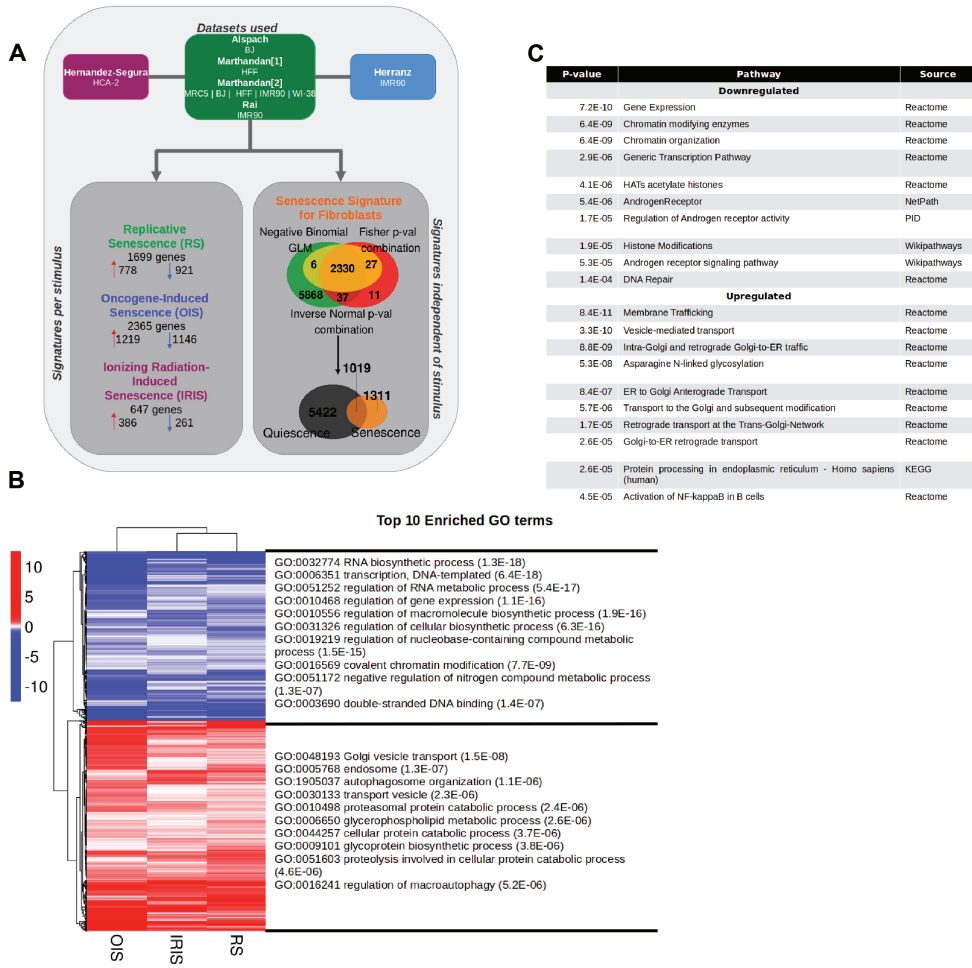 A
Datasets used
Alspach
BJ
Marthandan[1]
HFF
Marthandan[2]
MRC5 | BJ | HFF | IMR90 | WI-38
Rai
IMR90
Hernandez-Segura
HCA-2
Herranz
IMR90
Signatures per stimulus
Replicative
Senescence (RS)
1699 genes
778 921
Oncogene-Induced
Senscence (OIS)
2365 genes
1219 1146
Ionizing Radiation-
Induced
Senescence (IRIS)
647 genes
386 261
Senescence Signature
for Fibroblasts
Negative Binomial
GLM
Fisher p-val
combination
6 2330 27
5868 37 11
Inverse Normal p-val
combination
1019
1311
5422
Quiescence Senescence
Signatures independent of stimulus
C
P-value Pathway Source
Downregulated
7.2E-10 Gene Expression Reactome
6.4E-09 Chromatin modifying enzymes Reactome
6.4E-09 Chromatin organization Reactome
2.9E-06 Generic Transcription Pathway Reactome
4.1E-06 HATs acetylate histones Reactome
5.4E-06 AndrogenReceptor NetPath
1.7E-05 Regulation of Androgen receptor activity PID
1.9E-05 Histone Modifications Wikipathways
5.3E-05 Androgen receptor signaling pathway Wikipathways
1.4E-04 DNA Repair Reactome
Upregulated
8.4E-11 Membrane Trafficking Reactome
3.3E-10 Vesicle-mediated transport Reactome
8.8E-09 Intra-Golgi and retrograde Golgi-to-ER traffic Reactome
5.3E-08 Asparagine N-linked glycosylation Reactome
8.4E-07 ER to Golgi Anterograde Transport Reactome
5.7E-06 Transport to the Golgi and subsequent modification Reactome
1.7E-05 Retrograde transport at the Trans-Golgi-Network Reactome
2.6E-05 Golgi-to-ER retrograde transport Reactome
2.6E-05 Protein processing in endoplasmic reticulum - Homo sapiens KEGG
(human)
4.5E-05 Activation of NF-kappaB in B cells Reactome
B
Top 10 Enriched GO terms
10
5
0
-5
-10
GO:0032774 RNA biosynthetic process (1.3E-18)
GO:0006351 transcription, DNA-templated (6.4E-18)
GO:0051252 regulation of RNA metabolic process (5.4E-17)
GO:0010468 regulation of gene expression (1.1E-16)
GO:0010556 regulation of macromolecule biosynthetic process (1.9E-16)
GO:0031326 regulation of cellular biosynthetic process (6.3E-16)
GO:0019219 regulation of nucleobase-containing compound metabolic
process (1.5E-15)
GO:0016569 covalent chromatin modification (7.7E-09)
GO:0051172 negative regulation of nitrogen compound metabolic process
(1.3E-07)
GO:0003690 double-stranded DNA binding (1.4E-07)
GO:0048193 Golgi vesicle transport (1.5E-08)
GO:0005768 endosome (1.3E-07)
GO:1905037 autophagosome organization (1.1E-06)
GO:0030133 transport vesicle (2.3E-06)
GO:0010498 proteasomal protein catabolic process (2.4E-06)
GO:0006650 glycerophospholipid metabolic process (2.6E-06)
GO:0044257 cellular protein catabolic process (3.7E-06)
GO:0009101 glycoprotein biosynthetic process (3.8E-06)
GO:0051603 proteolysis involved in cellular protein catabolic process
(4.6E-06)
GO:0016241 regulation of macroautophagy (5.2E-06)
OIS IRIS RS